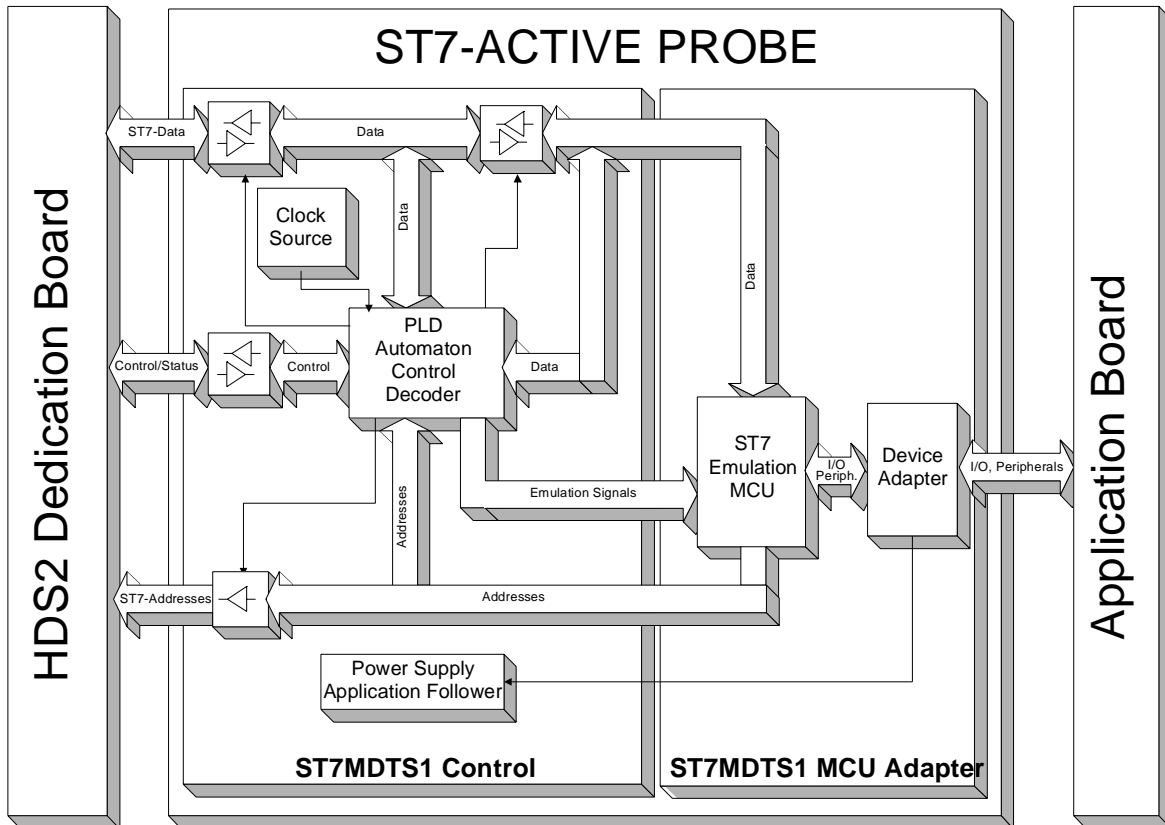 ST7-ACTIVE PROBE
HDS2 Dedication Board
Application Board
ST7-Data
Data
Data
Clock
Source
Data
PLD
Automaton
Control
Decoder
Control/Status
Control
Data
Data
ST7
Emulation
MCU
I/O
Periph.
Device
Adapter
I/O, Peripherals
Emulation Signals
Addresses
ST7-Addresses
Addresses
Power Supply
Application Follower
ST7MDTS1 Control
ST7MDTS1 MCU Adapter